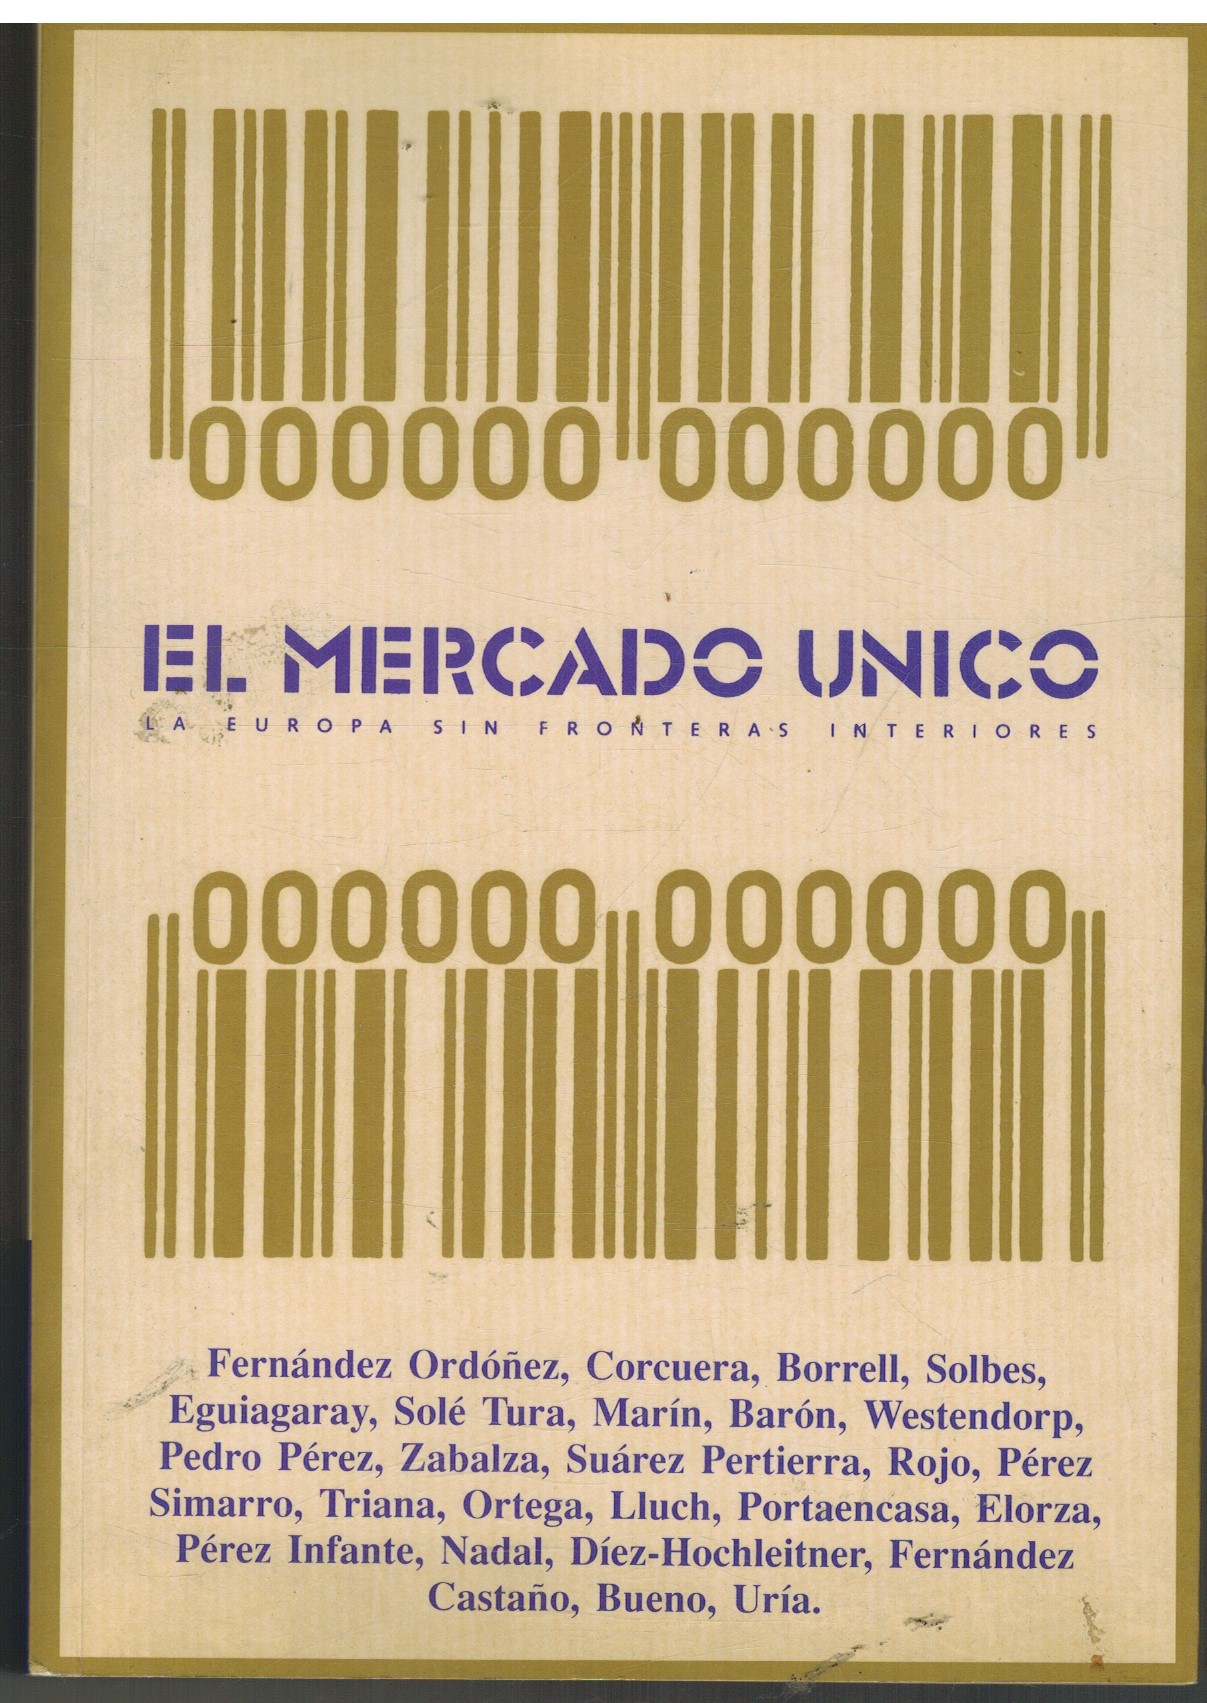 000000 000000
EL MERCADO UNICO
LA EUROPA SIN FRONTERAS INTERIORES
000000 000000
Fernández Ordóñez, Corcuera, Borrell, Solbes,
Eguiagaray, Solé Tura, Marín, Barón, Westendorp,
Pedro Pérez, Zabalza, Suárez Pertierra, Rojo, Pérez
Simarro, Triana, Ortega, Lluch, Portaencasa, Elorza,
Pérez Infante, Nadal, Díez-Hochleitner, Fernández
Castaño, Bueno, Uría.